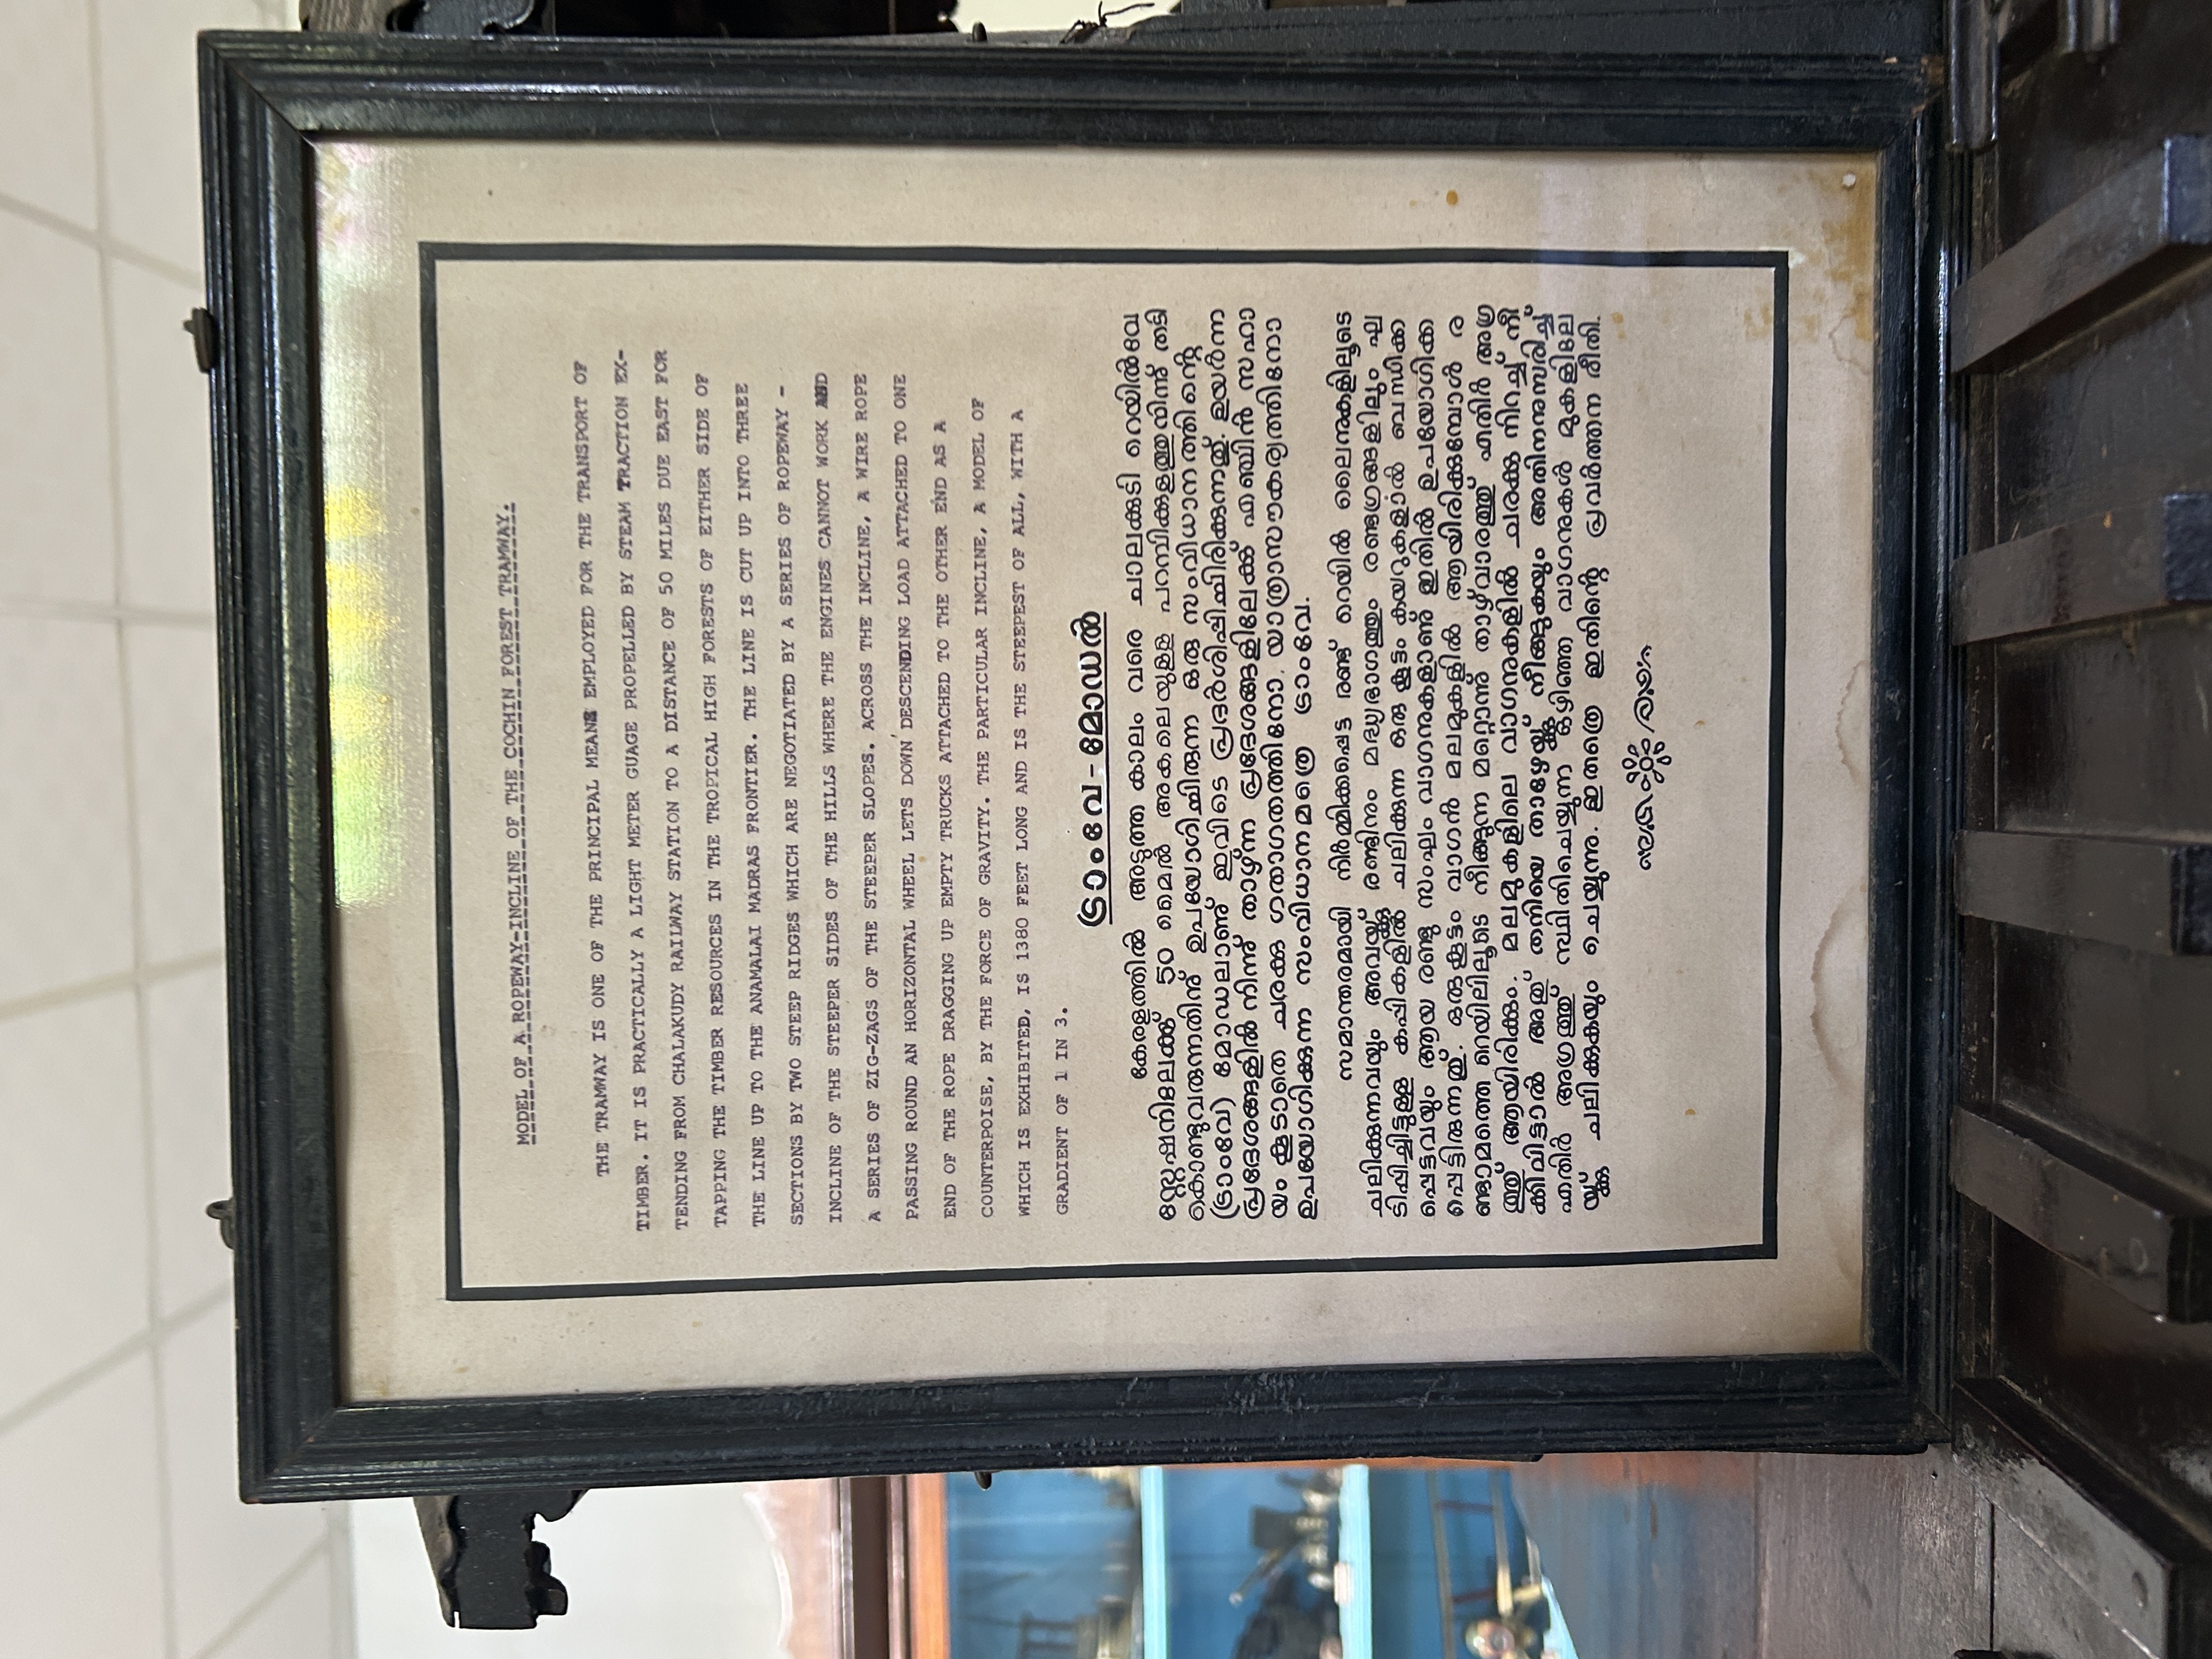 MODEL OF A ROPEWAY-INCLINE OF THE COCHIN FOREST TRAMWAY.
THE TRAMWAY IS ONE OF THE PRINCIPAL MEANS EMPLOYED FOR THE TRANSPORT OF
TIMBER. IT IS PRACTICALLY A LIGHT METER GUAGE PROPELLED BY STEAM TRACTION EX-
TENDING FROM CHALAKUDY RAILWAY STATION TO A DISTANCE OF 50 MILES DUE EAST FOR
TAPPING THE TIMBER RESOURCES IN THE TROPICAL HIGH FORESTS OF EITHER SIDE OF
THE LINE UP TO THE ANAMALAI MADRAS FRONTIER. THE LINE IS CUT UP INTO THREE
SECTIONS BY TWO STEEP RIDGES WHICH ARE NEGOTIATED BY A SERIES OF ROPEWAY -
INCLINE OF THE STEEPER SIDES OF THE HILLS WHERE THE ENGINES CANNOT WORK AND
A SERIES OF ZIG-ZAGS OF THE STEEPER SLOPES. ACROSS THE INCLINE, A WIRE ROPE
PASSING ROUND AN HORIZONTAL WHEEL LETS DOWN DESCENDING LOAD ATTACHED TO ONE
END OF THE ROPE DRAGGING UP EMPTY TRUCKS ATTACHED TO THE OTHER END AS A
COUNTERPOISE, BY THE FORCE OF GRAVITY. THE PARTICULAR INCLINE, A MODEL OF
WHICH IS EXHIBITED, IS 1380 FEET LONG AND IS THE STEEPEST OF ALL, WITH A
GRADIENT OF 1 IN 3.
ട്രാംവേ-മോഡൽ
കേരളത്തിൽ അടുത്ത കാലം വരെ ചാലക്കുടി റെയിൽവേ
സ്റ്റേഷനിലേക്ക് 50 മൈൽ അകലെയുള്ള പറമ്പിക്കുളത്തുനിന്ന് തടി
കൊണ്ടുവരുന്നതിനു് ഉപയോഗിച്ചിരുന്ന ഒരു സംവിധാനത്തിന്റെ
(ട്രാംവേ) മോഡലാണു് ഇവിടെ പ്രദർശിപ്പിച്ചിരിക്കുന്നതു്. ഉയർന്ന
പ്രദേശങ്ങളിൽ നിന്ന് താഴ്ന്ന പ്രദേശങ്ങളിലേക്ക് എഞ്ചിൻ സഹാ
യം കൂടാതെ ചരക്കു ഗതാഗതത്തിനോ, യാത്രാസൗകര്യത്തിനോ
ഉപയോഗിക്കുന്ന സംവിധാനമത്രെ ട്രാംവേ.
സമാന്തരമായി നിർമ്മിക്കപ്പെട്ട രണ്ടു് റെയിൽ ലൈനുകളിലൂടെ
ചലിക്കുന്നവയും അവയ്ക്ക് രണ്ടിനും മദ്ധ്യഭാഗത്തും രണ്ടഗ്രങ്ങളിലും ഘ
ടിപ്പിച്ചിട്ടുള്ള കപ്പികളിൽ ചലിക്കുന്ന ഒരു കൂട്ടം കയറുകളാൽ ബന്ധിക്ക
പ്പെട്ടവയും ആയ രണ്ടു സംഘം വാഗനുകളാണു് ഇതിൽ ഉപയോഗിക്ക
പ്പെട്ടിരുന്നതു്. ഒരുകൂട്ടം വാഗൻ മലമുകളിൽ ആയിരിക്കുമ്പോൾ ര
ണ്ടാമത്തെ റെയിലിലൂടെ നീങ്ങുന്ന മറ്റൊന്നു് താഴ്‌വാരത്തു് എതിർ അഗ്ര
ത്തു് ആയിരിക്കും. മലമുകളിലെ വാഗനുകളിൽ ചരക്കു നിറച്ച് നീ
ക്കിവിട്ടാൽ അതു് തനിയെ താഴേയ്ക്ക് നീങ്ങുകയും അതിനനുസരിച്ച്
എതിർ അഗ്രത്തു് സ്ഥിതിചെയ്യുന്ന ഒഴിഞ്ഞ വാഗനുകൾ മുകളിലേ
യ്ക്ക് ചലിക്കുകയും ചെയ്യുന്നു. ഇതത്രെ ഇതിന്റെ പ്രവർത്തന രീതി.